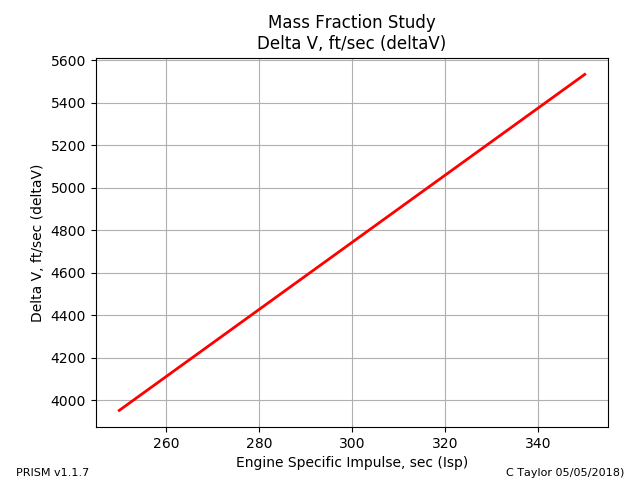 Mass Fraction Study
Delta V, ft/sec (deltaV)
5600
5400
5200
5000
4800
4600
4400
4200
4000
Delta V, ft/sec (deltaV)
260 280 300 320 340
Engine Specific Impulse, sec (Isp)
PRISM v1.1.7
C Taylor 05/05/2018)